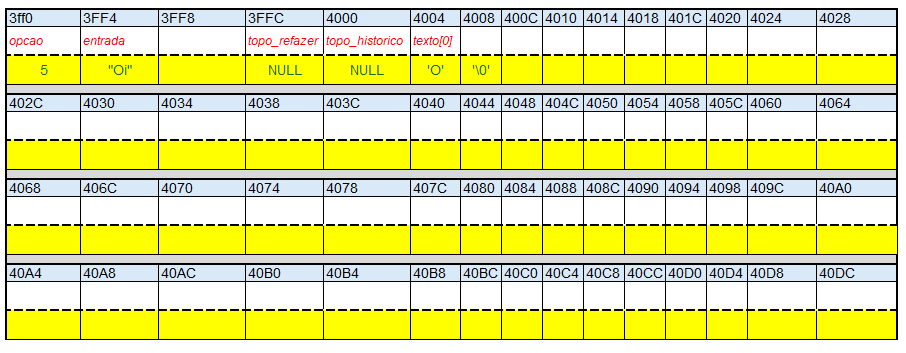 3ff0 3FF4 3FF8 3FFC 4000 4004 4008 400C 4010 4014 4018 401C 4020 4024 4028
opcao entrada topo_refazer topo_historico texto[0]
5 "Oi" NULL NULL 'O' '\0'
402C 4030 4034 4038 403C 4040 4044 4048 404C 4050 4054 4058 405C 4060 4064
4068 406C 4070 4074 4078 407C 4080 4084 4088 408C 4090 4094 4098 409C 40A0
40A4 40A8 40AC 40B0 40B4 40B8 40BC 40C0 40C4 40C8 40CC 40D0 40D4 40D8 40DC